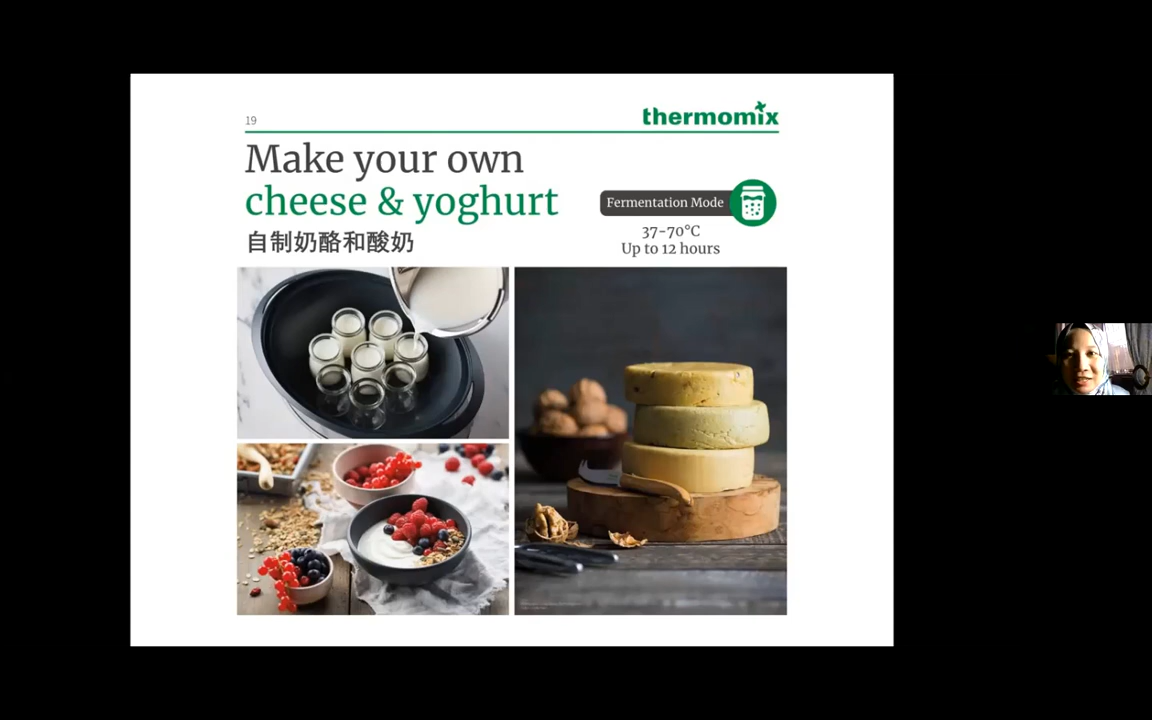 19
thermomix
Make your own
cheese & yoghurt
自制奶酪和酸奶
Fermentation Mode
37-70°C
Up to 12 hours